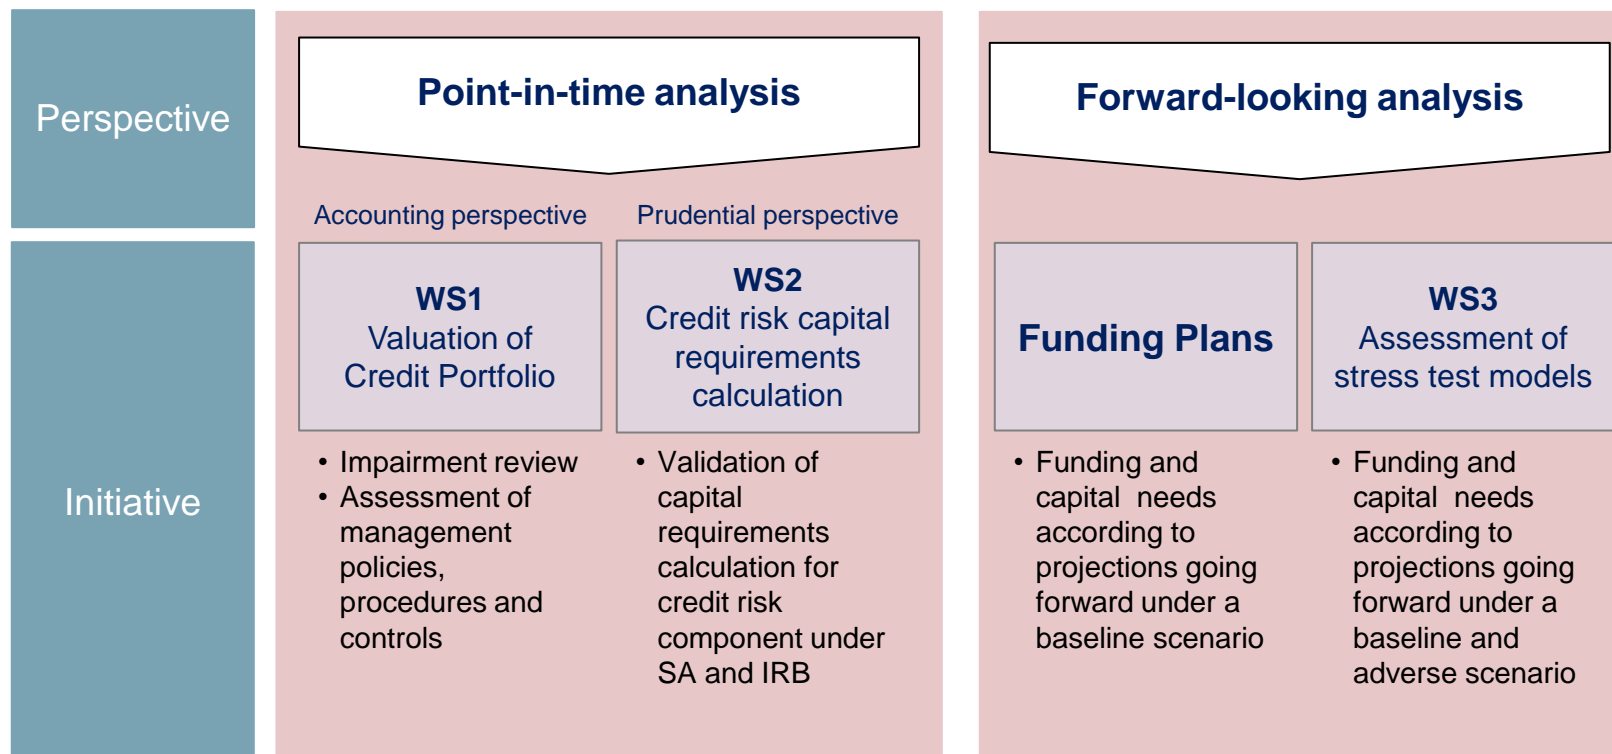 Perspective
Point-in-time analysis
Accounting perspective
Prudential perspective
Forward-looking analysis
Initiative
WS1
Valuation of
Credit Portfolio
• Impairment review
• Assessment of
management
policies,
procedures and
controls
WS2
Credit risk capital
requirements
calculation
• Validation of
capital
requirements
calculation for
credit risk
component under
SA and IRB
Funding Plans
• Funding and
capital needs
according to
projections going
forward under a
baseline scenario
WS3
Assessment of
stress test models
• Funding and
capital needs
according to
projections going
forward under a
baseline and
adverse scenario